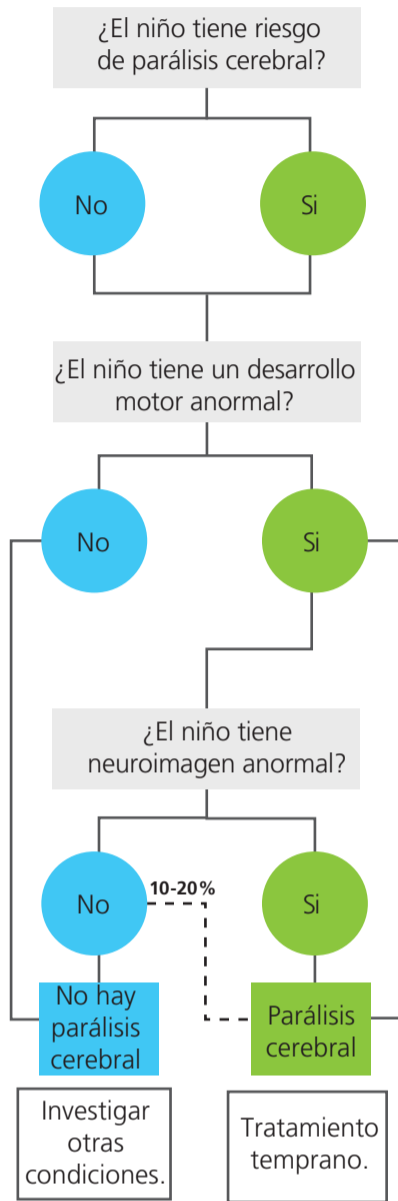 ¿El niño tiene riesgo
de parálisis cerebral?
No
Si
¿El niño tiene un desarrollo
motor anormal?
No
Si
¿El niño tiene
neuroimagen anormal?
No
10-20%
Si
No hay
parálisis
cerebral
Parálisis
cerebral
Investigar
otras
condiciones.
Tratamiento
temprano.